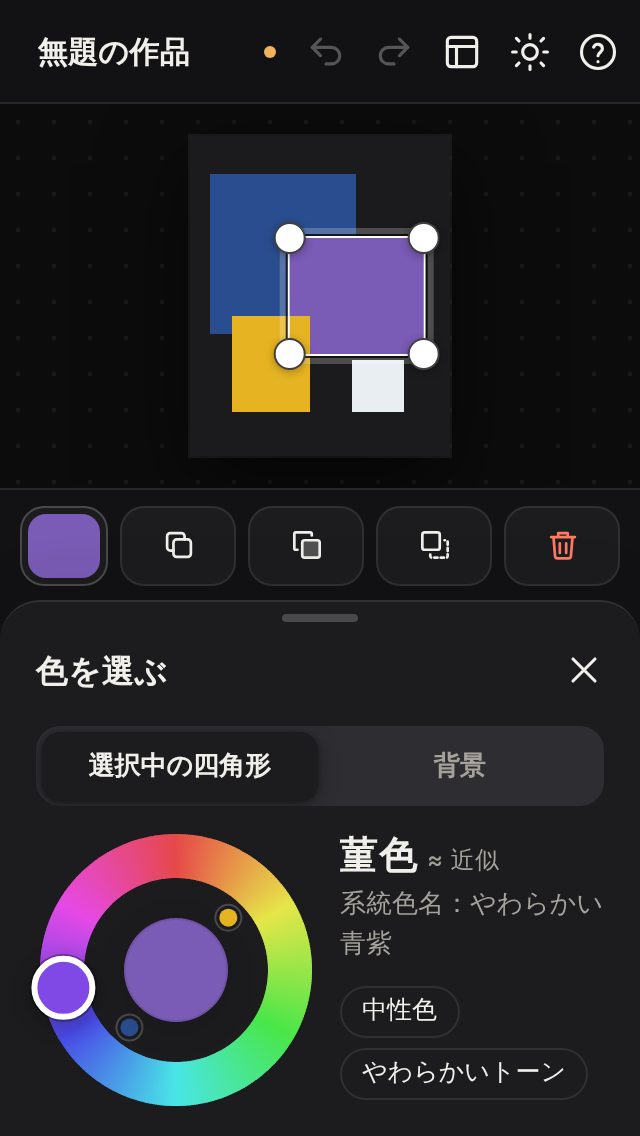 無題の作品
色を選ぶ
選択中の四角形
背景
菫色 ≈ 近似
系統色名：やわらかい
青紫
中性色
やわらかいトーン